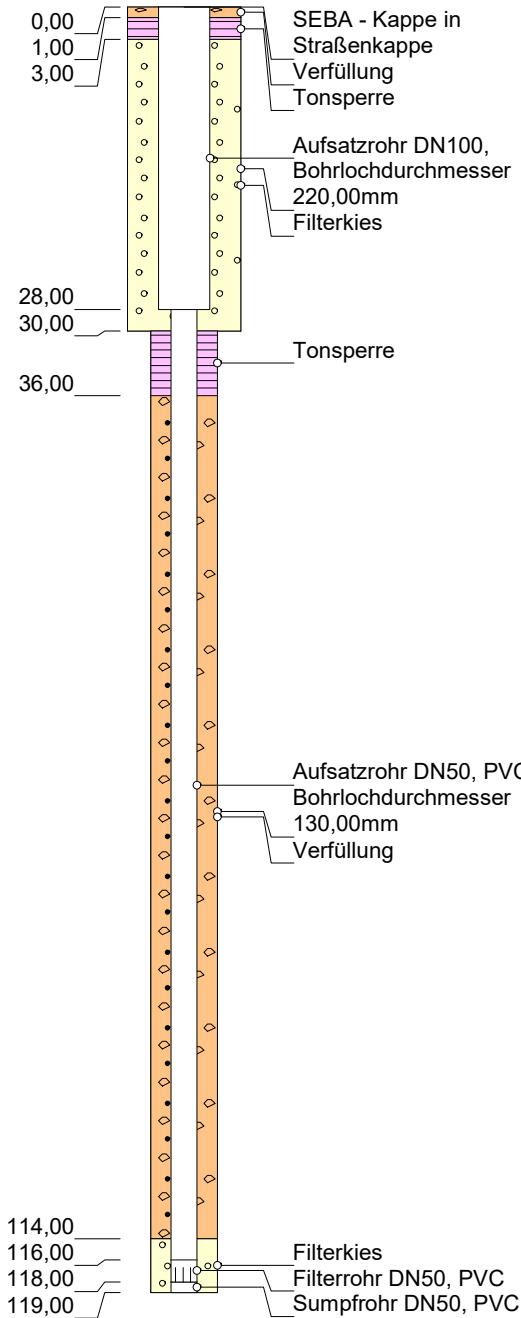 0,00
1,00
3,00
SEBA - Kappe in
Straßenkappe
Verfüllung
Tonsperre
Aufsatzrohr DN100,
Bohrlochdurchmesser
220,00mm
Filterkies
28,00
30,00
Tonsperre
36,00
Aufsatzrohr DN50, PVC
Bohrlochdurchmesser
130,00mm
Verfüllung
114,00
116,00
118,00
119,00
Filterkies
Filterrohr DN50, PVC
Sumpfrohr DN50, PVC